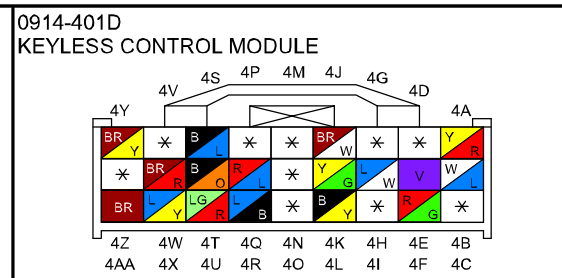 0914-401D
KEYLESS CONTROL MODULE
4Y 4V 4S 4P 4M 4J 4G 4D 4A
BR Y * B L * * BR W * * Y R
* BR R B O R L * Y G L W V W L
BR L Y LG R L B * B Y * R G *
4Z 4W 4T 4Q 4N 4K 4H 4E 4B
4AA 4X 4U 4R 4O 4L 4I 4F 4C